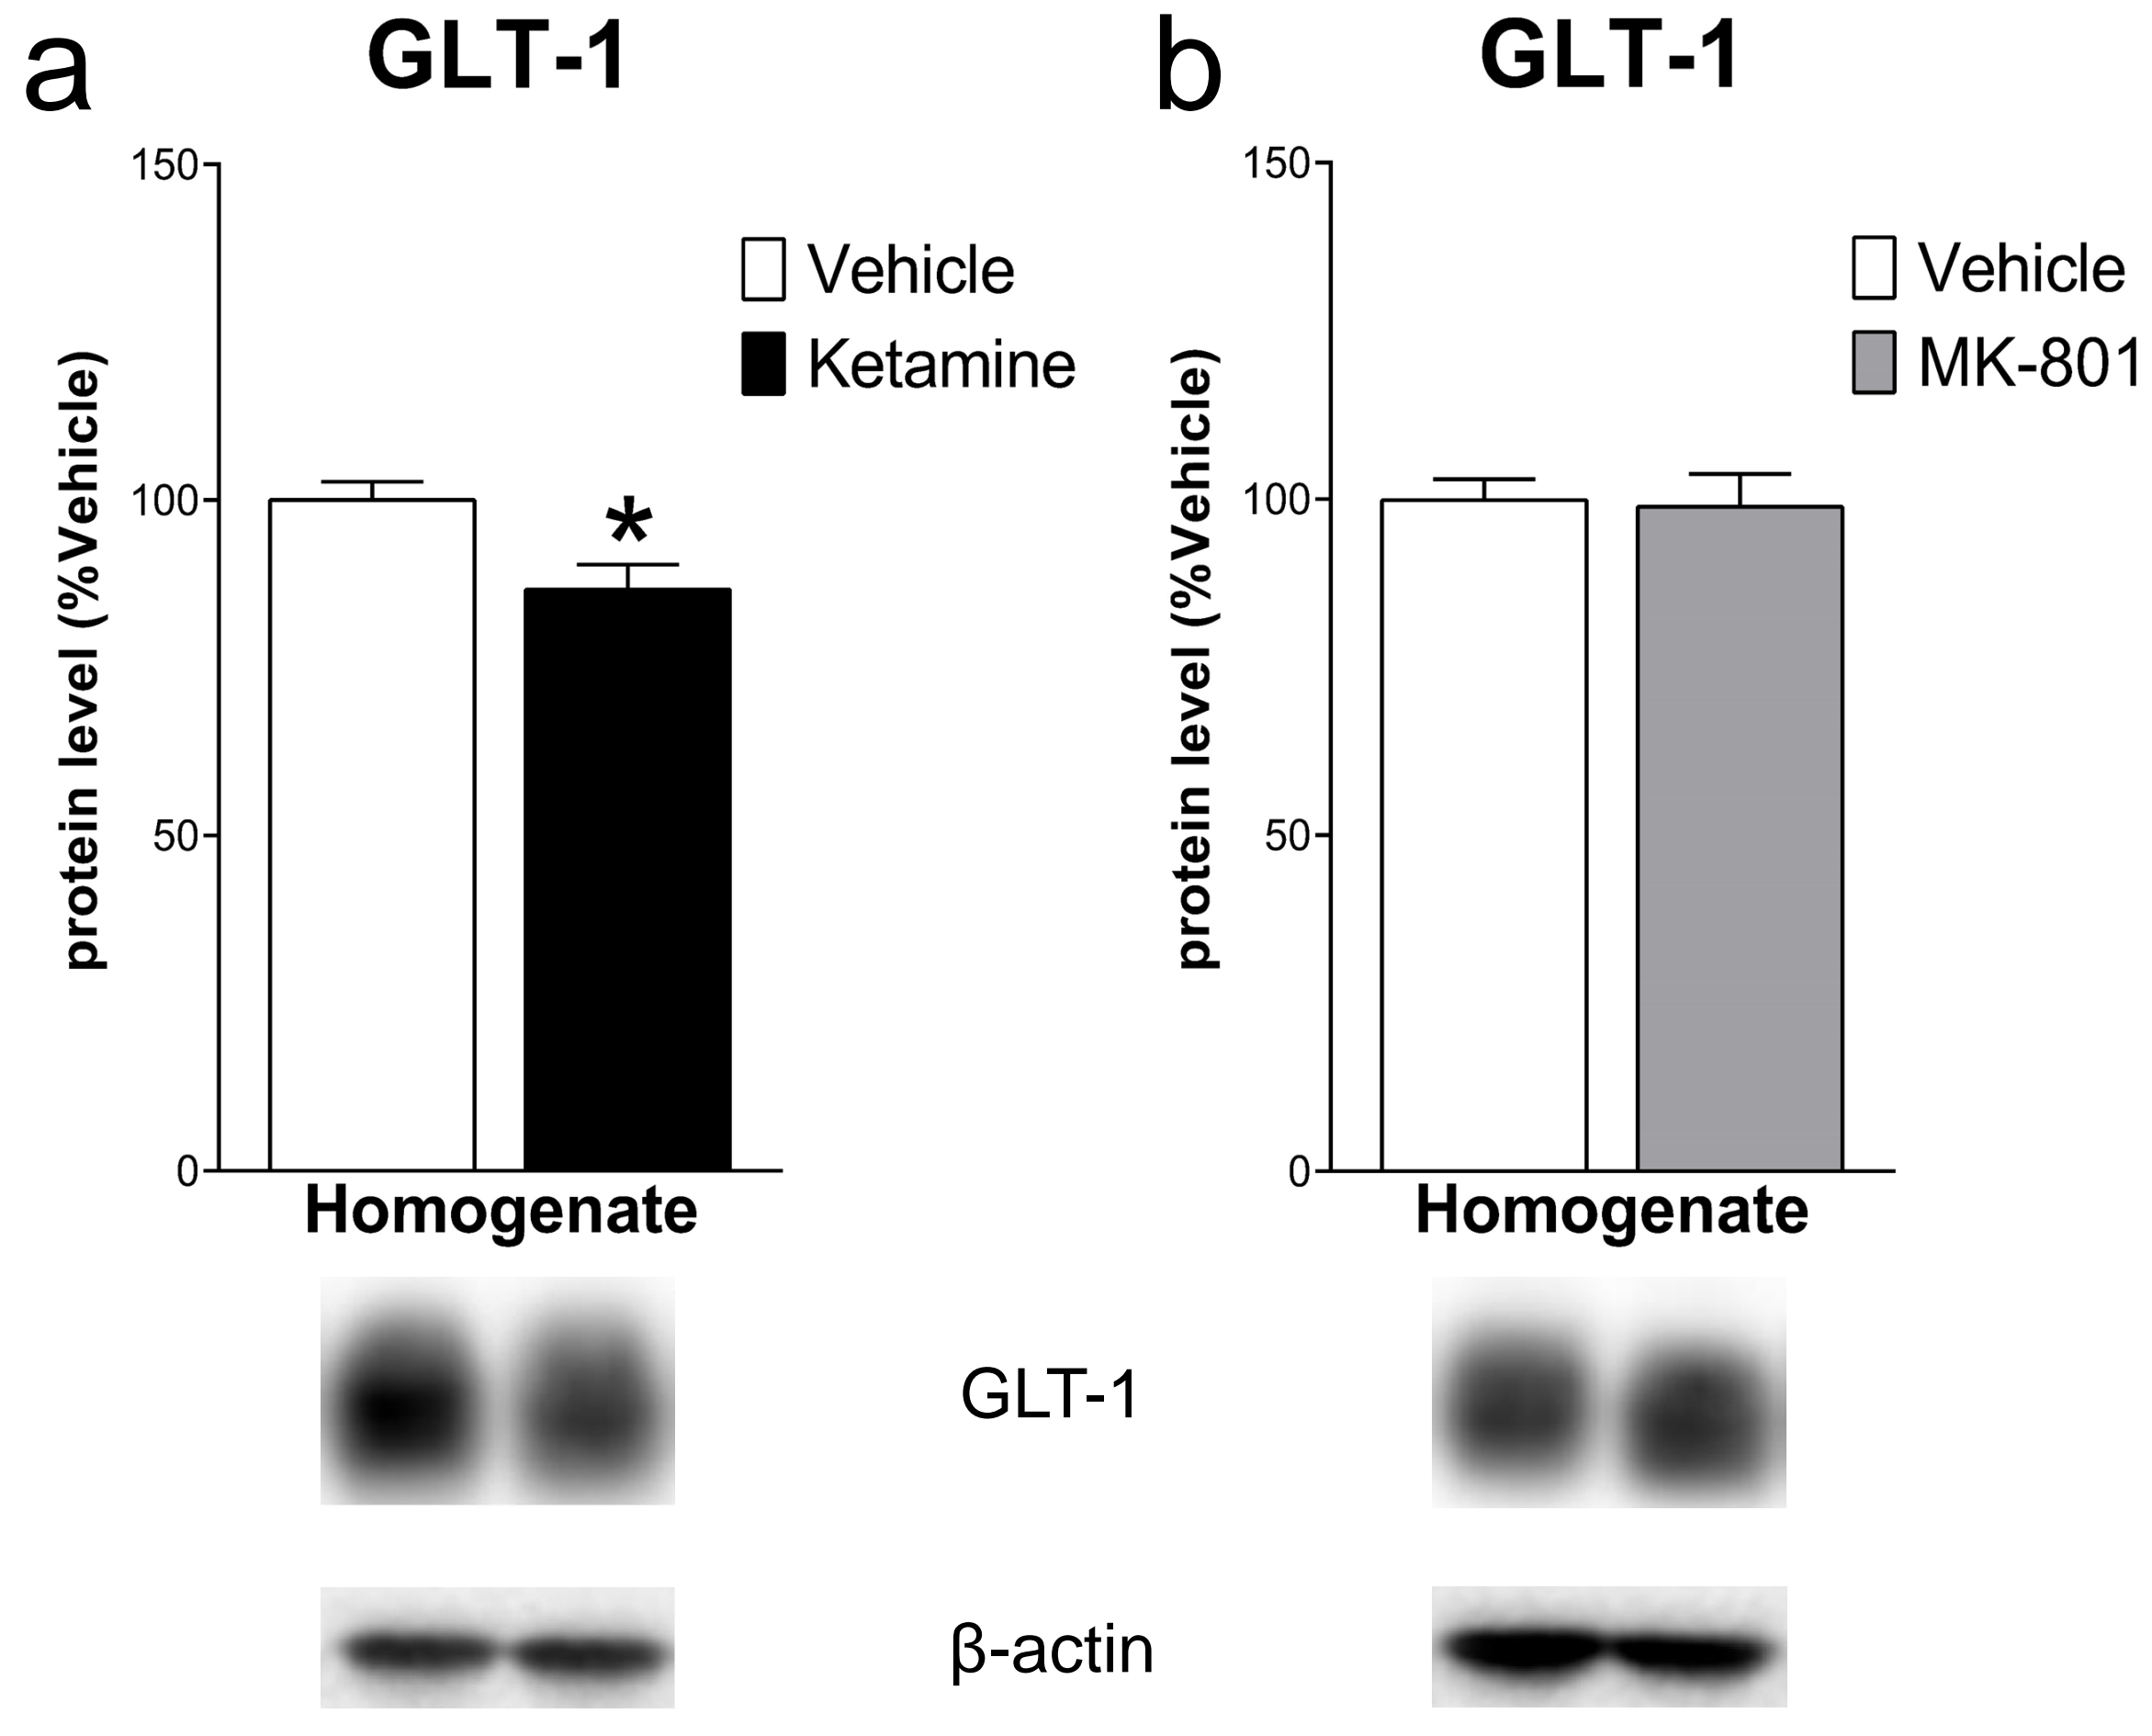 a
GLT-1
150
100
50
0
protein level (%Vehicle)
Vehicle
Ketamine
*
Homogenate
b
GLT-1
150
100
50
0
protein level (%Vehicle)
Vehicle
MK-801
Homogenate
GLT-1
β-actin